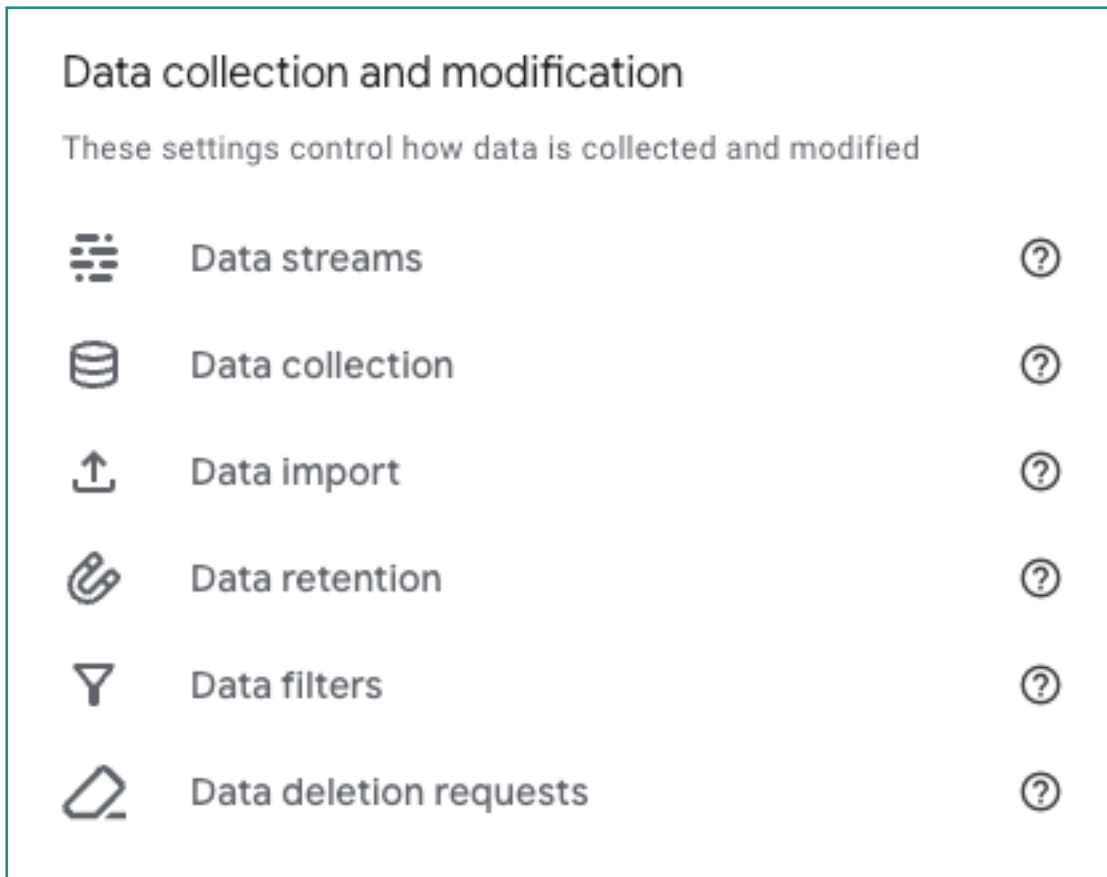 Data collection and modification
These settings control how data is collected and modified
Data streams
Data collection
Data import
Data retention
Data filters
Data deletion requests